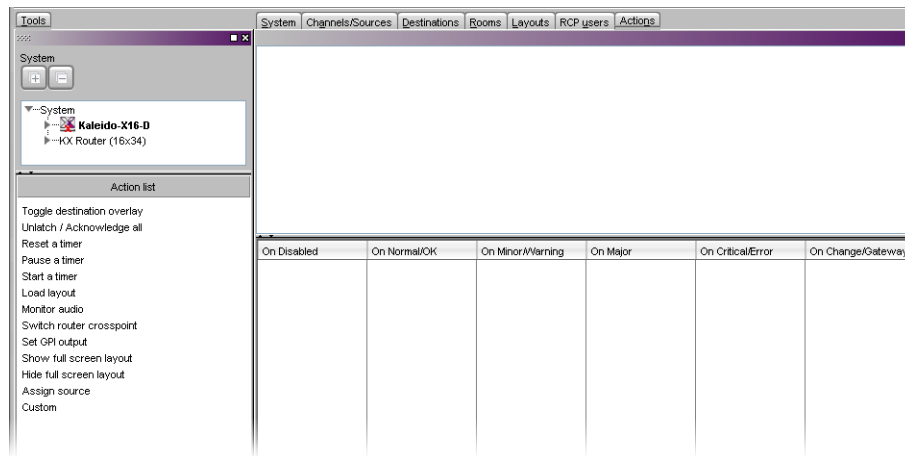 Tools
System Channels/Sources Destinations Rooms Layouts RCP users Actions
System
System
Kaleido-X16-D
KX Router (16x34)
Action list
Toggle destination overlay
Unlatch / Acknowledge all
Reset a timer
Pause a timer
Start a timer
Load layout
Monitor audio
Switch router crosspoint
Set GPI output
Show full screen layout
Hide full screen layout
Assign source
Custom
On Disabled On Normal/OK On Minor/Warning On Major On Critical/Error On Change/Gateway